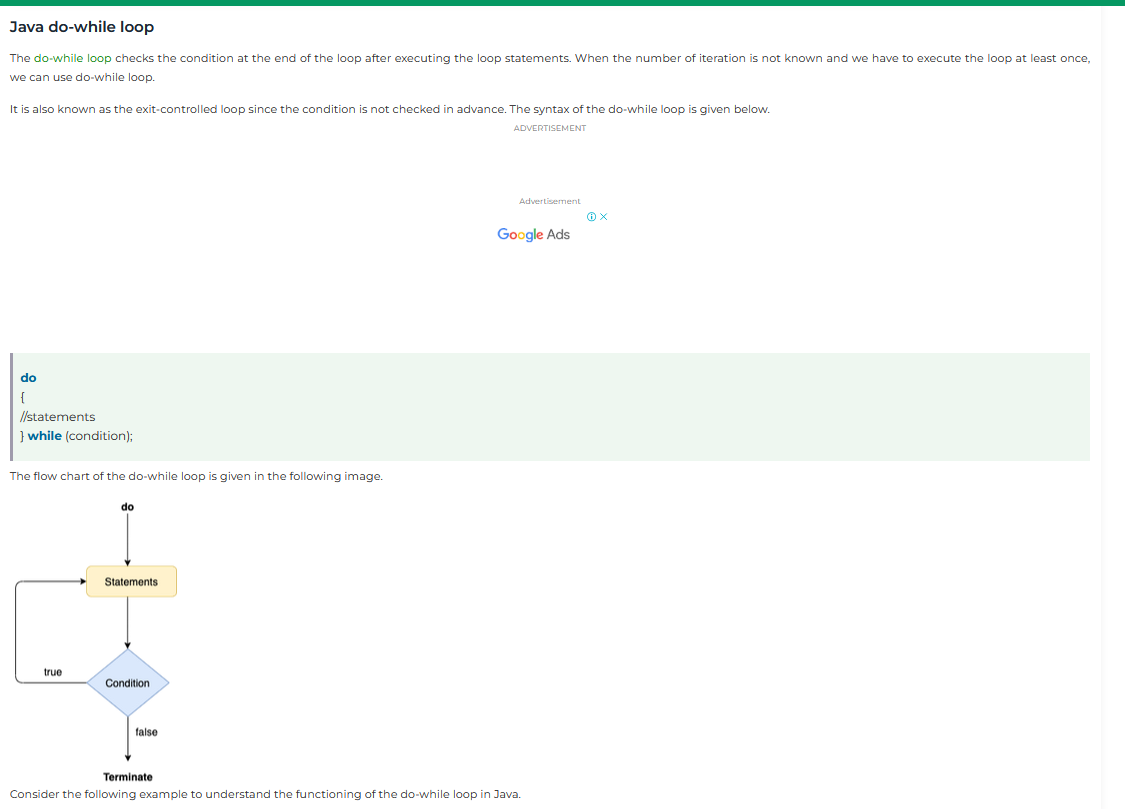 Java do-while loop
The do-while loop checks the condition at the end of the loop after executing the loop statements. When the number of iteration is not known and we have to execute the loop at least once,
we can use do-while loop.
It is also known as the exit-controlled loop since the condition is not checked in advance. The syntax of the do-while loop is given below.
ADVERTISEMENT
Advertisement
Google Ads
do
{
//statements
} while (condition);
The flow chart of the do-while loop is given in the following image.
do
Statements
true
Condition
false
Terminate
Consider the following example to understand the functioning of the do-while loop in Java.